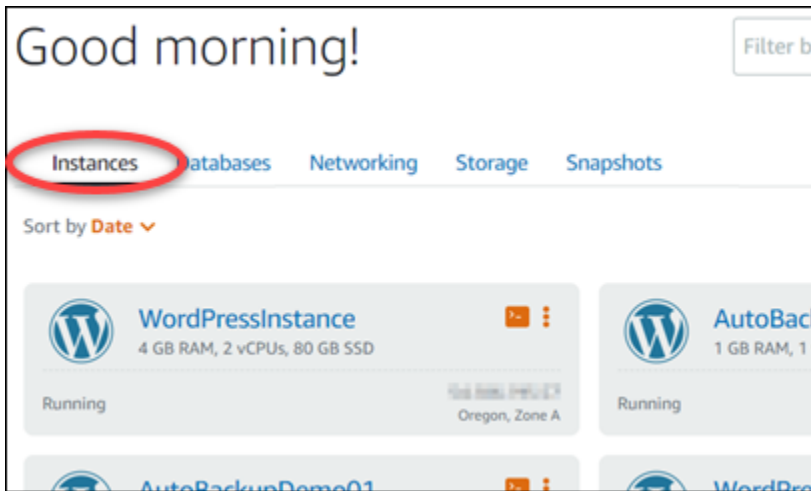 Good morning!
Filter b
Instances Databases Networking Storage Snapshots
Sort by Date
WordPressInstance
4 GB RAM, 2 vCPUs, 80 GB SSD
Running
Oregon, Zone A
AutoBac
1 GB RAM, 1
Running
AutoBackupDemo01
WordPre